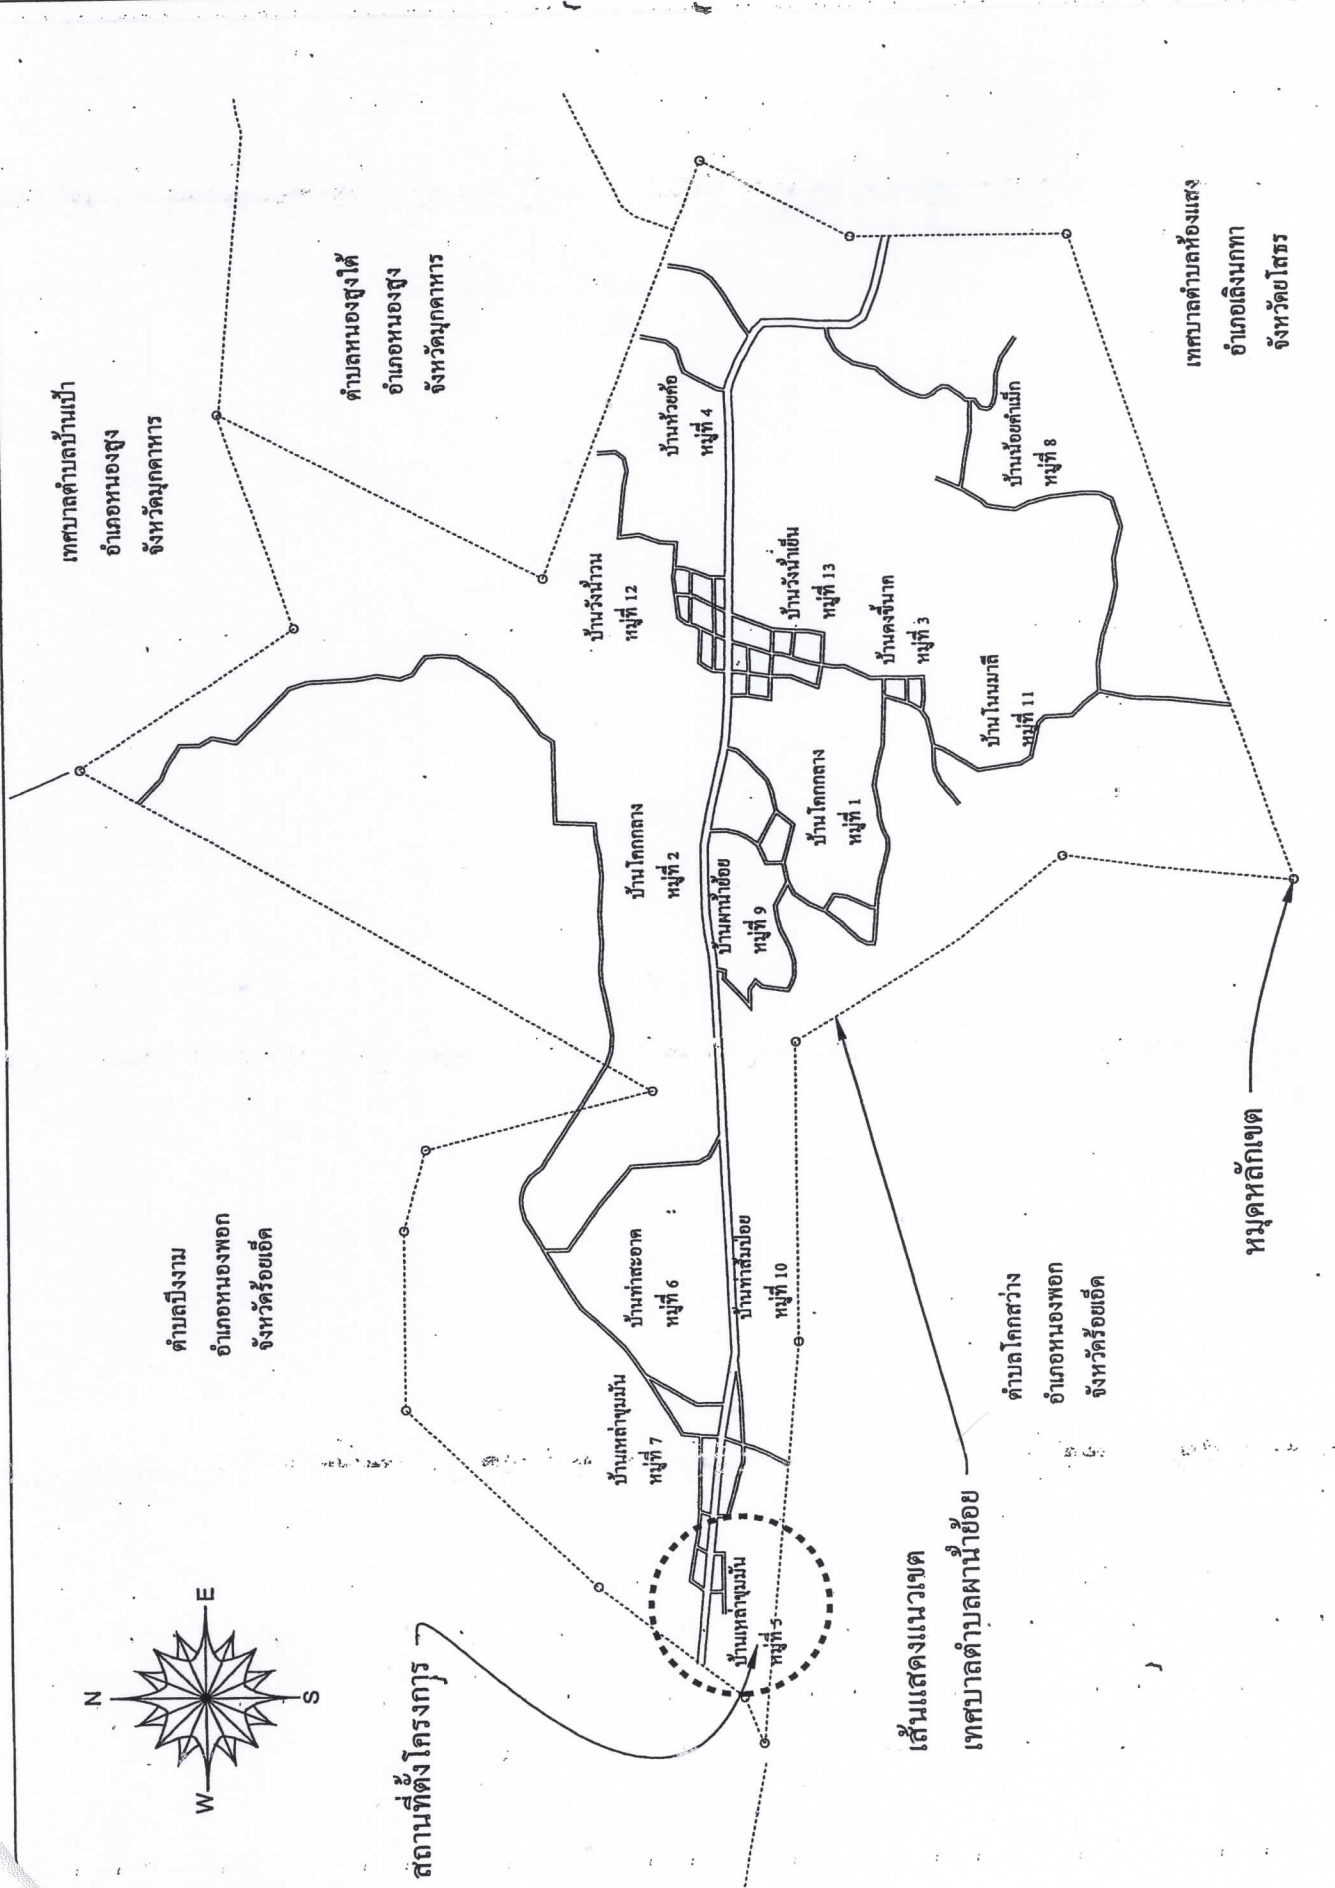 N
E
S
W
สถานที่ตั้งโครงการ
ตำบลบึงงาม
อำเภอหนองพอก
จังหวัดร้อยเอ็ด
เทศบาลตำบลบ้านเป้า
อำเภอหนองสูง
จังหวัดมุกดาหาร
ตำบลหนองสูงใต้
อำเภอหนองสูง
จังหวัดมุกดาหาร
บ้านวังน้ำวน
หมู่ที่ 12
บ้านห้วยค้อ
หมู่ที่ 4
บ้านโคกกลาง
หมู่ที่ 2
บ้านเหล่าขุมมัน
หมู่ที่ 7
บ้านท่าสะอาด
หมู่ที่ 6
บ้านเหล่าขุมมัน
หมู่ที่ 5
บ้านท่าส้มป่อย
หมู่ที่ 10
บ้านผาน้ำย้อย
หมู่ที่ 9
บ้านโคกกลาง
หมู่ที่ 1
บ้านวังน้ำเย็น
หมู่ที่ 13
บ้านดงขี้นาค
หมู่ที่ 3
บ้านโนนมาลี
หมู่ที่ 11
บ้านน้อยคำเม็ก
หมู่ที่ 8
เส้นแสดงแนวเขต
เทศบาลตำบลผาน้ำย้อย
ตำบลโคกสว่าง
อำเภอหนองพอก
จังหวัดร้อยเอ็ด
หมุดหลักเขต
เทศบาลตำบลห้องแซง
อำเภอเลิงนกทา
จังหวัดยโสธร